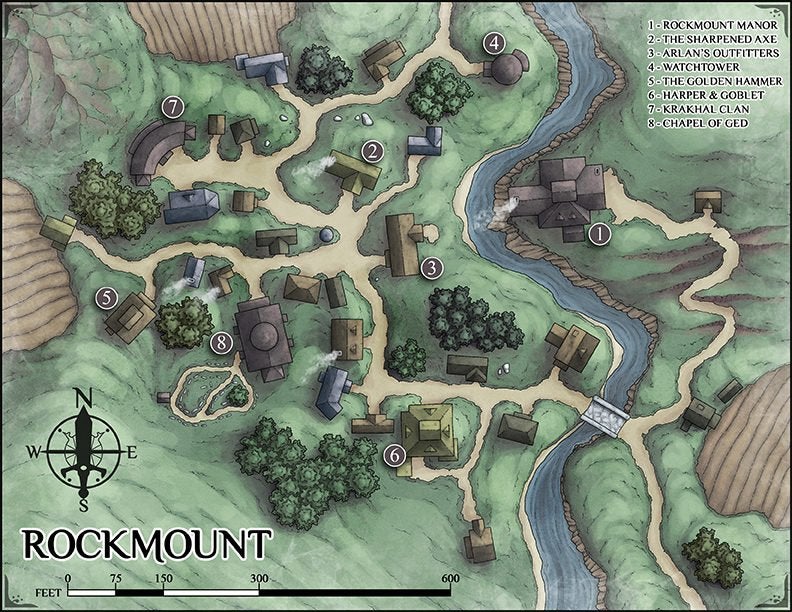 1 - ROCKMOUNT MANOR
2 - THE SHARPENED AXE
3 - ARLAN'S OUTFITTERS
4 - WATCHTOWER
5 - THE GOLDEN HAMMER
6 - HARPER & GOBLET
7 - KRAKHAL CLAN
8 - CHAPEL OF GED
4
7
2
1
3
5
8
6
N
W E
S
ROCKMOUNT
FEET 0 75 150 300 600